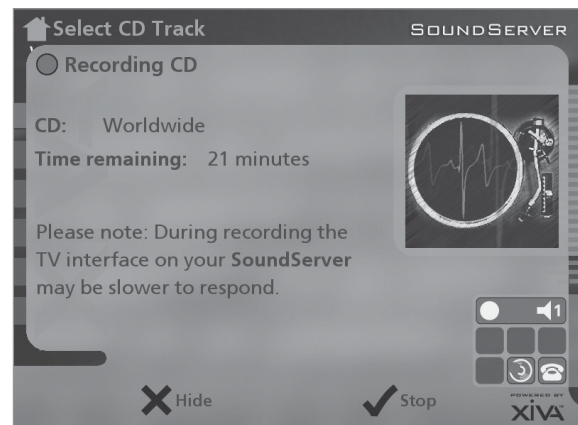 Select CD Track
SOUNDSERVER
Recording CD
CD: Worldwide
Time remaining: 21 minutes
Please note: During recording the
TV interface on your SoundServer
may be slower to respond.
1
Hide
Stop
POWERED BY
XiVA